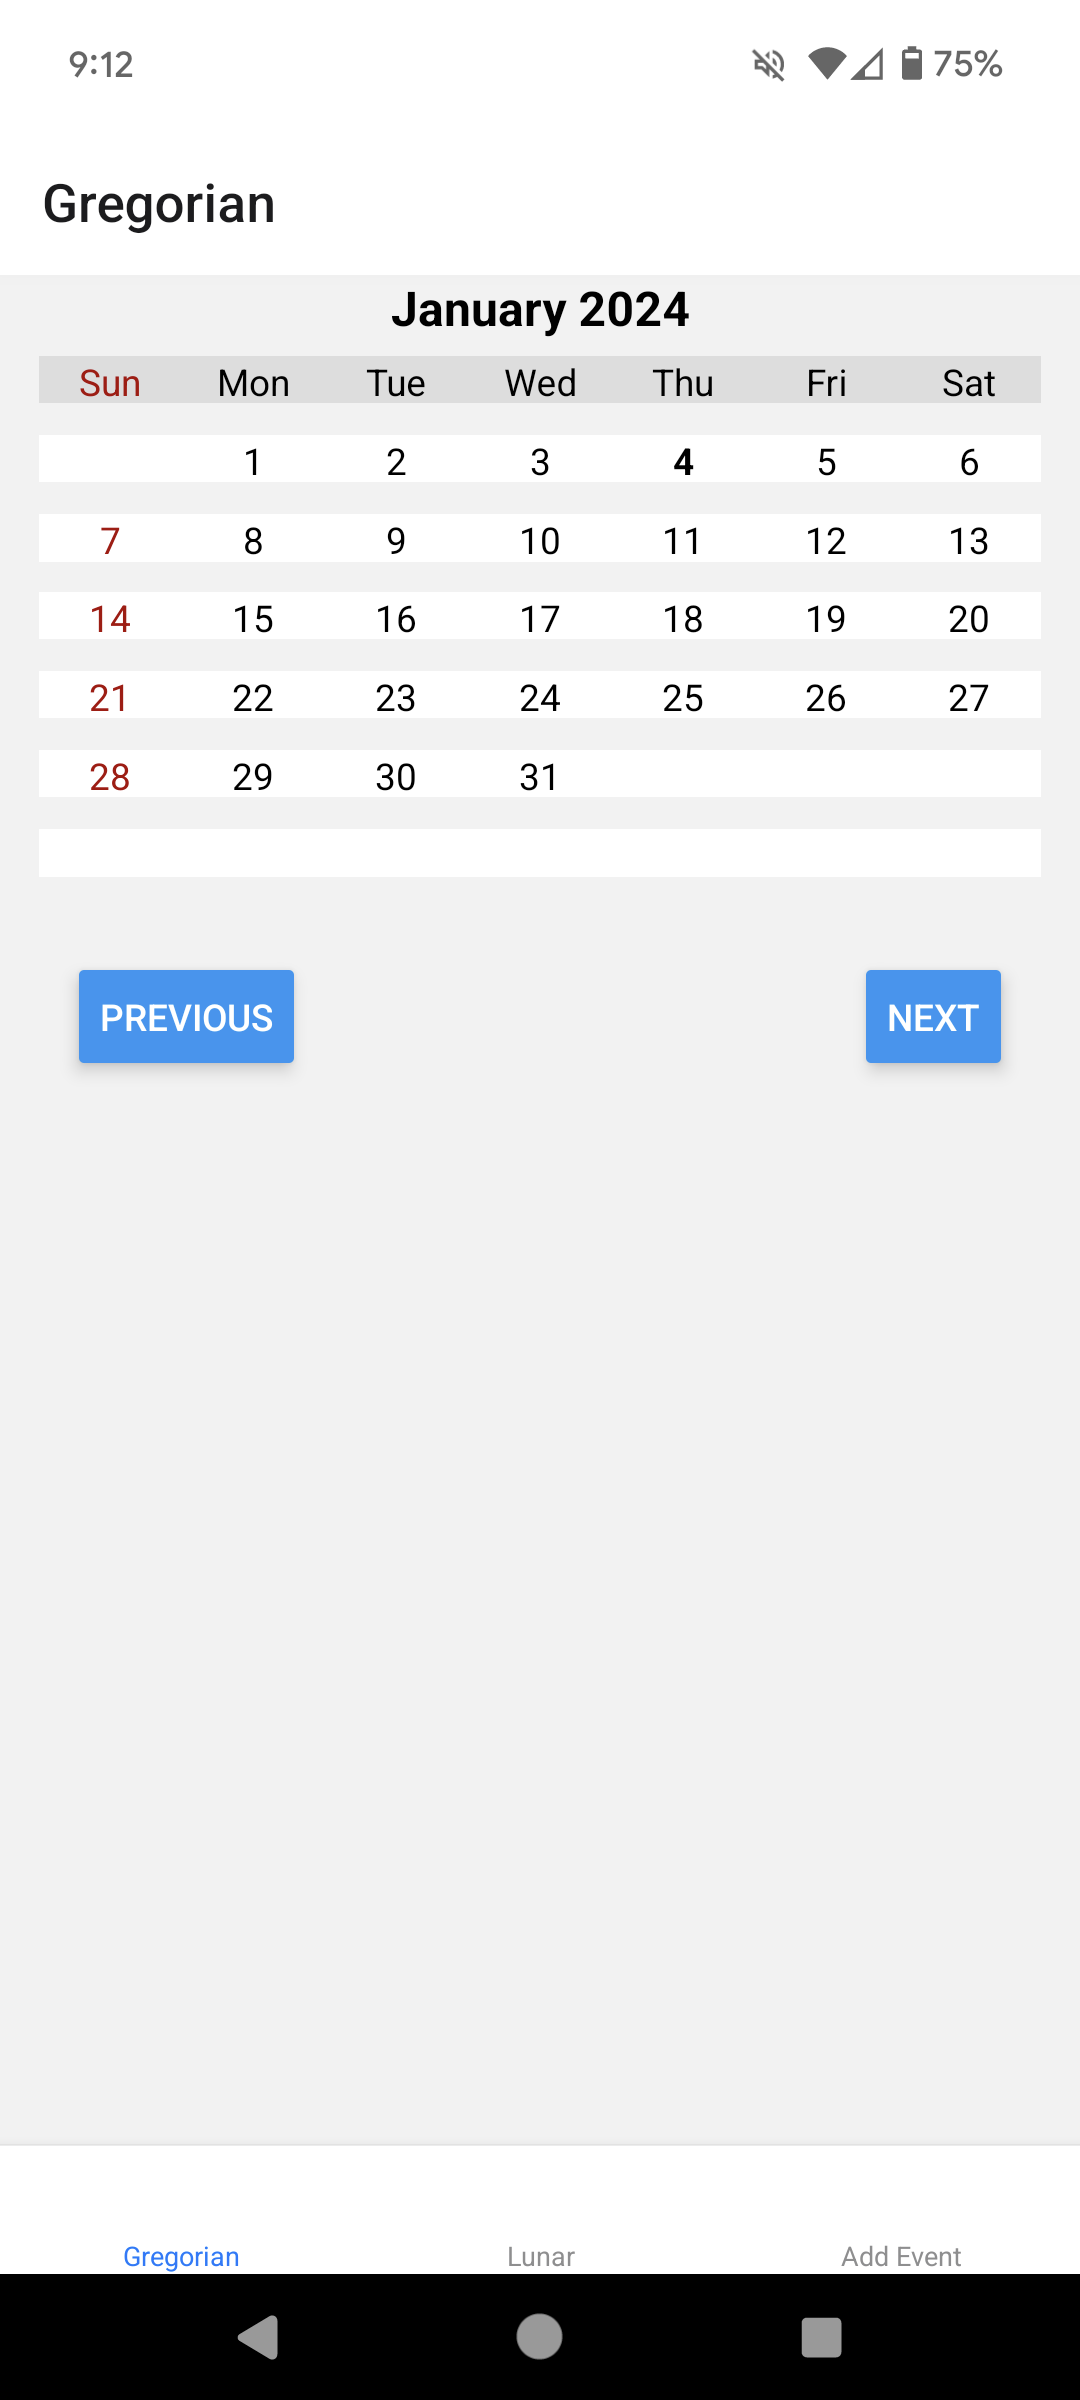 9:12 75%
Gregorian
January 2024
Sun Mon Tue Wed Thu Fri Sat
1 2 3 4 5 6
7 8 9 10 11 12 13
14 15 16 17 18 19 20
21 22 23 24 25 26 27
28 29 30 31
PREVIOUS NEXT
Gregorian Lunar Add Event